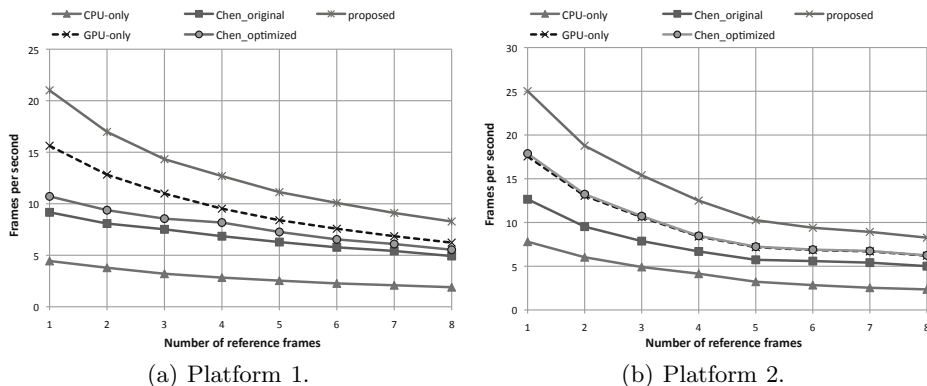 CPU-only Chen_original proposed
GPU-only Chen_optimized
25
20
15
10
5
0
Frames per second
1 2 3 4 5 6 7 8
Number of reference frames
(a) Platform 1.
CPU-only Chen_original proposed
GPU-only Chen_optimized
30
25
20
15
10
5
0
Frames per second
1 2 3 4 5 6 7 8
Number of reference frames
(b) Platform 2.